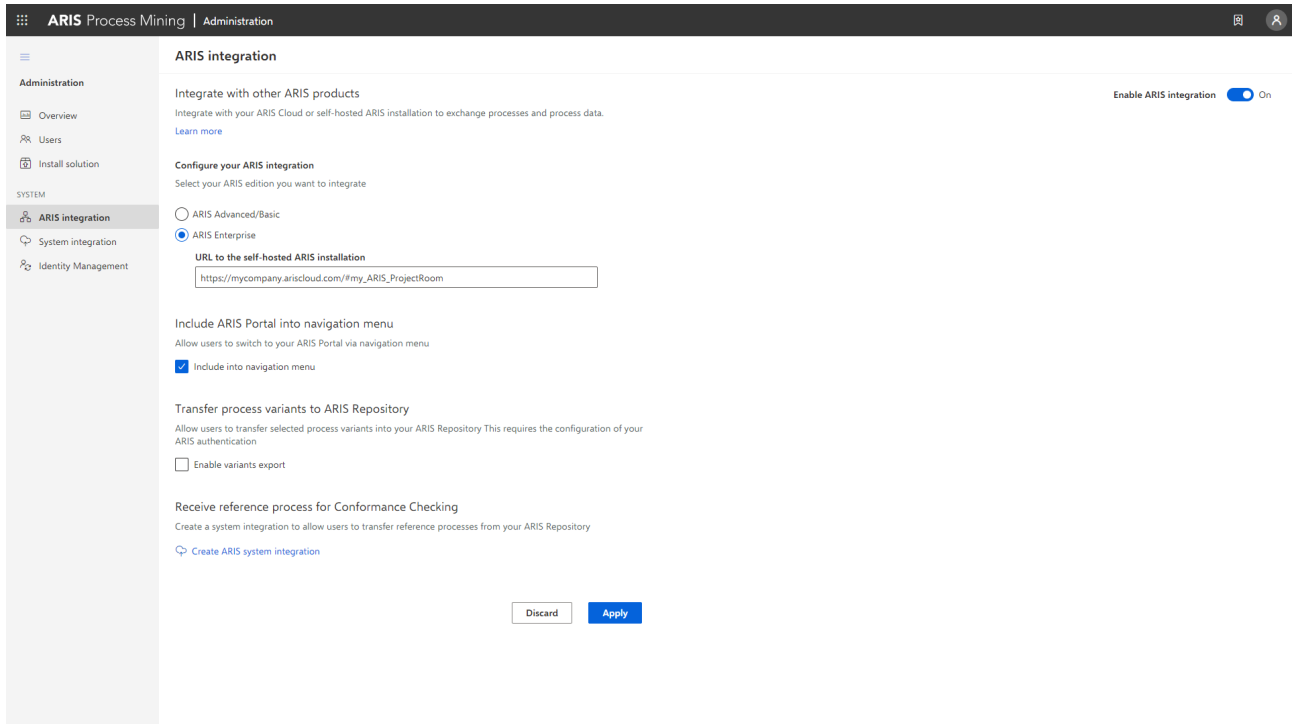 ARIS Process Mining | Administration
Administration
Overview
Users
Install solution
SYSTEM
ARIS integration
System integration
Identity Management
ARIS integration
Integrate with other ARIS products
Enable ARIS integration On
Integrate with your ARIS Cloud or self-hosted ARIS installation to exchange processes and process data.
Learn more
Configure your ARIS integration
Select your ARIS edition you want to integrate
ARIS Advanced/Basic
ARIS Enterprise
URL to the self-hosted ARIS installation
https://mycompany.ariscloud.com/#my_ARIS_ProjectRoom
Include ARIS Portal into navigation menu
Allow users to switch to your ARIS Portal via navigation menu
Include into navigation menu
Transfer process variants to ARIS Repository
Allow users to transfer selected process variants into your ARIS Repository This requires the configuration of your
ARIS authentication
Enable variants export
Receive reference process for Conformance Checking
Create a system integration to allow users to transfer reference processes from your ARIS Repository
Create ARIS system integration
Discard Apply